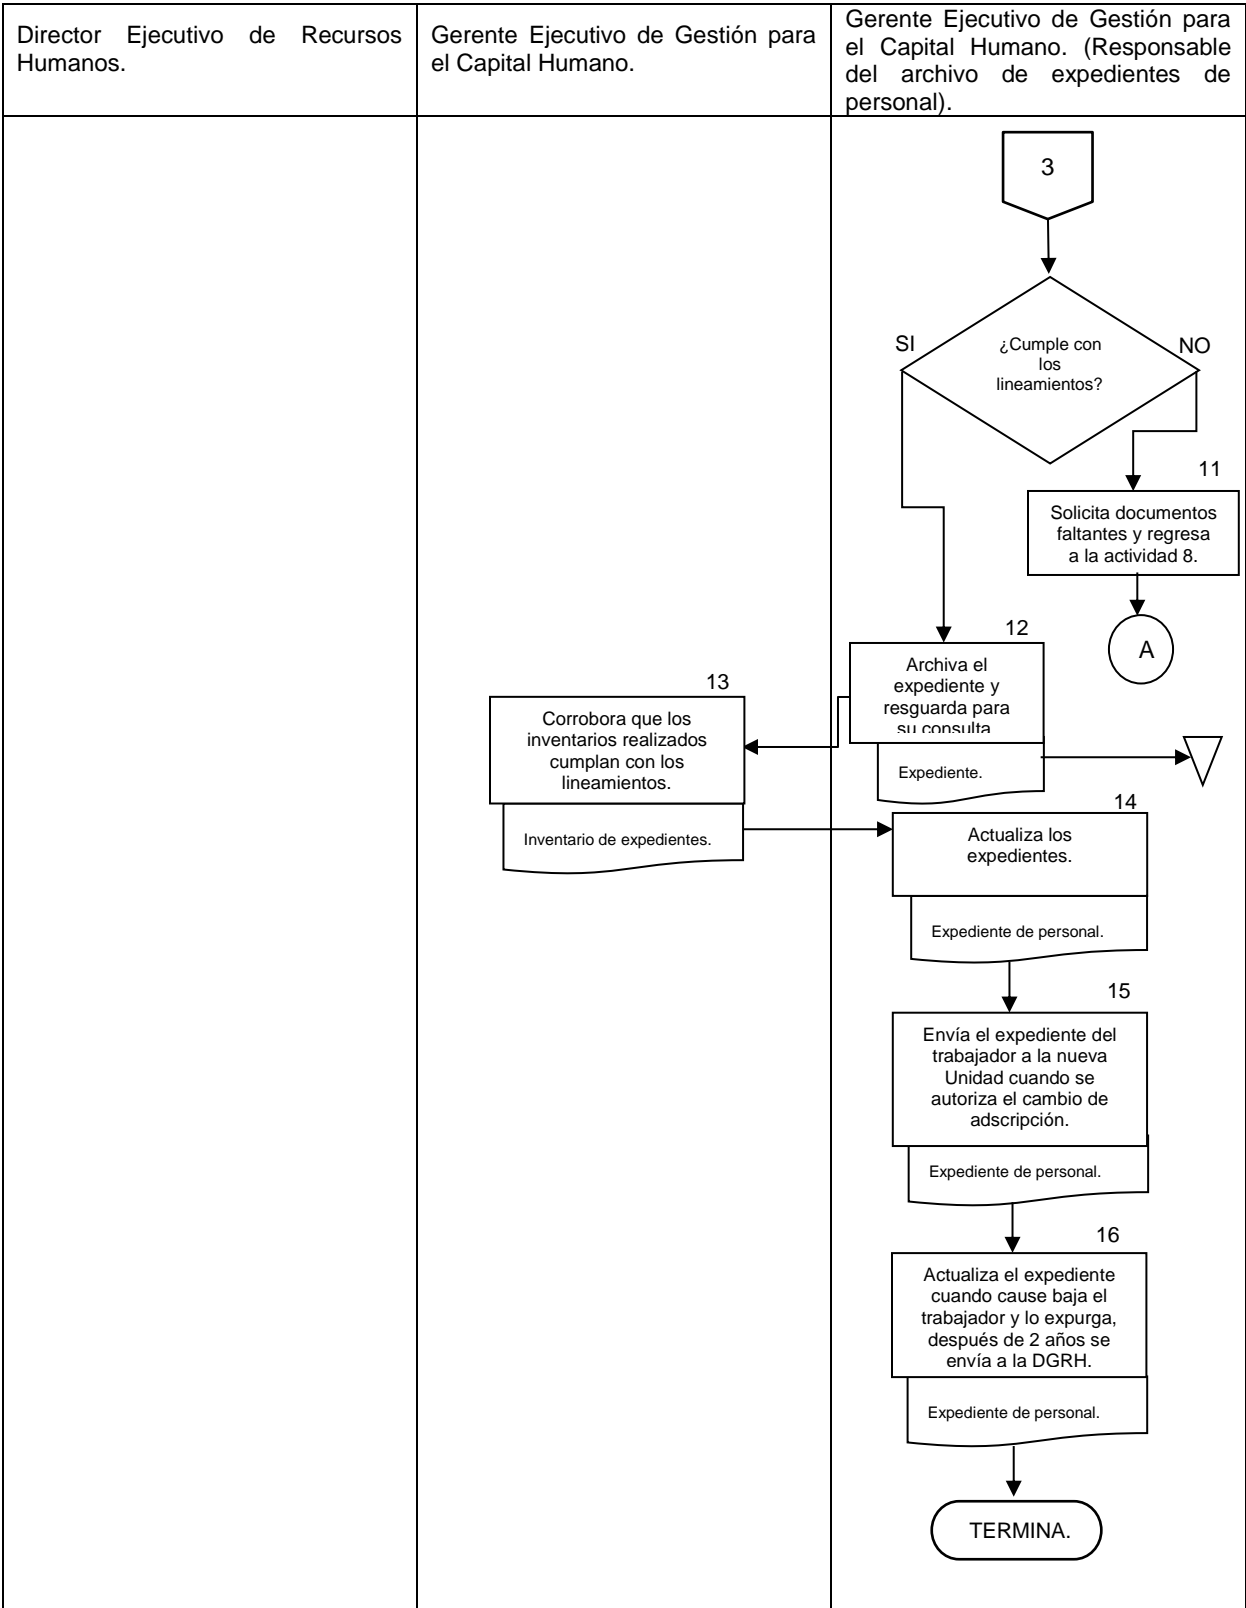 Director Ejecutivo de Recursos
Humanos.
Gerente Ejecutivo de Gestión para
el Capital Humano.
Gerente Ejecutivo de Gestión para
el Capital Humano. (Responsable
del archivo de expedientes de
personal).
3
SI
¿Cumple con
los
lineamientos?
NO
11
Solicita documentos
faltantes y regresa
a la actividad 8.
A
12
Archiva el
expediente y
resguarda para
su consulta
Expediente.
13
Corrobora que los
inventarios realizados
cumplan con los
lineamientos.
Inventario de expedientes.
14
Actualiza los
expedientes.
Expediente de personal.
15
Envía el expediente del
trabajador a la nueva
Unidad cuando se
autoriza el cambio de
adscripción.
Expediente de personal.
16
Actualiza el expediente
cuando cause baja el
trabajador y lo expurga,
después de 2 años se
envía a la DGRH.
Expediente de personal.
TERMINA.